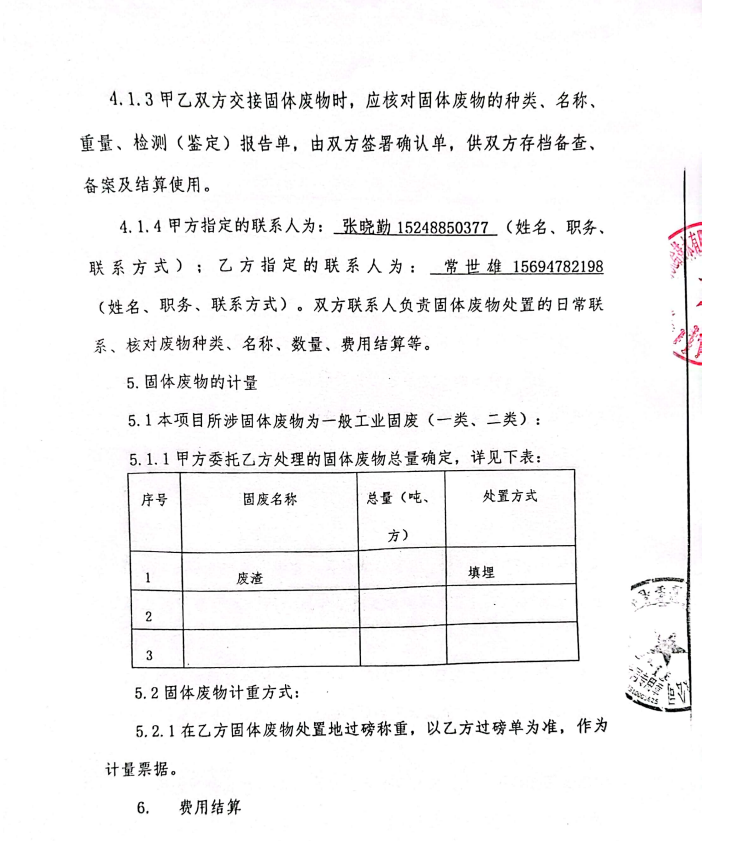 4.1.3 甲乙双方交接固体废物时，应核对固体废物的种类、名称、
重量、检测（鉴定）报告单，由双方签署确认单，供双方存档备查、
备案及结算使用。
4.1.4 甲方指定的联系人为： 张晓勤 15248850377 （姓名、职务、
联系方式）；乙方指定的联系人为： 常世雄 15694782198
（姓名、职务、联系方式）。双方联系人负责固体废物处置的日常联
系、核对废物种类、名称、数量、费用结算等。
5. 固体废物的计量
5.1 本项目所涉固体废物为一般工业固废（一类、二类）：
5.1.1 甲方委托乙方处理的固体废物总量确定，详见下表：
序号 固废名称 总量（吨、 处置方式
方）
1 废渣 填埋
2
3
5.2 固体废物计重方式：
5.2.1 在乙方固体废物处置地过磅称重，以乙方过磅单为准，作为
计量票据。
6. 费用结算